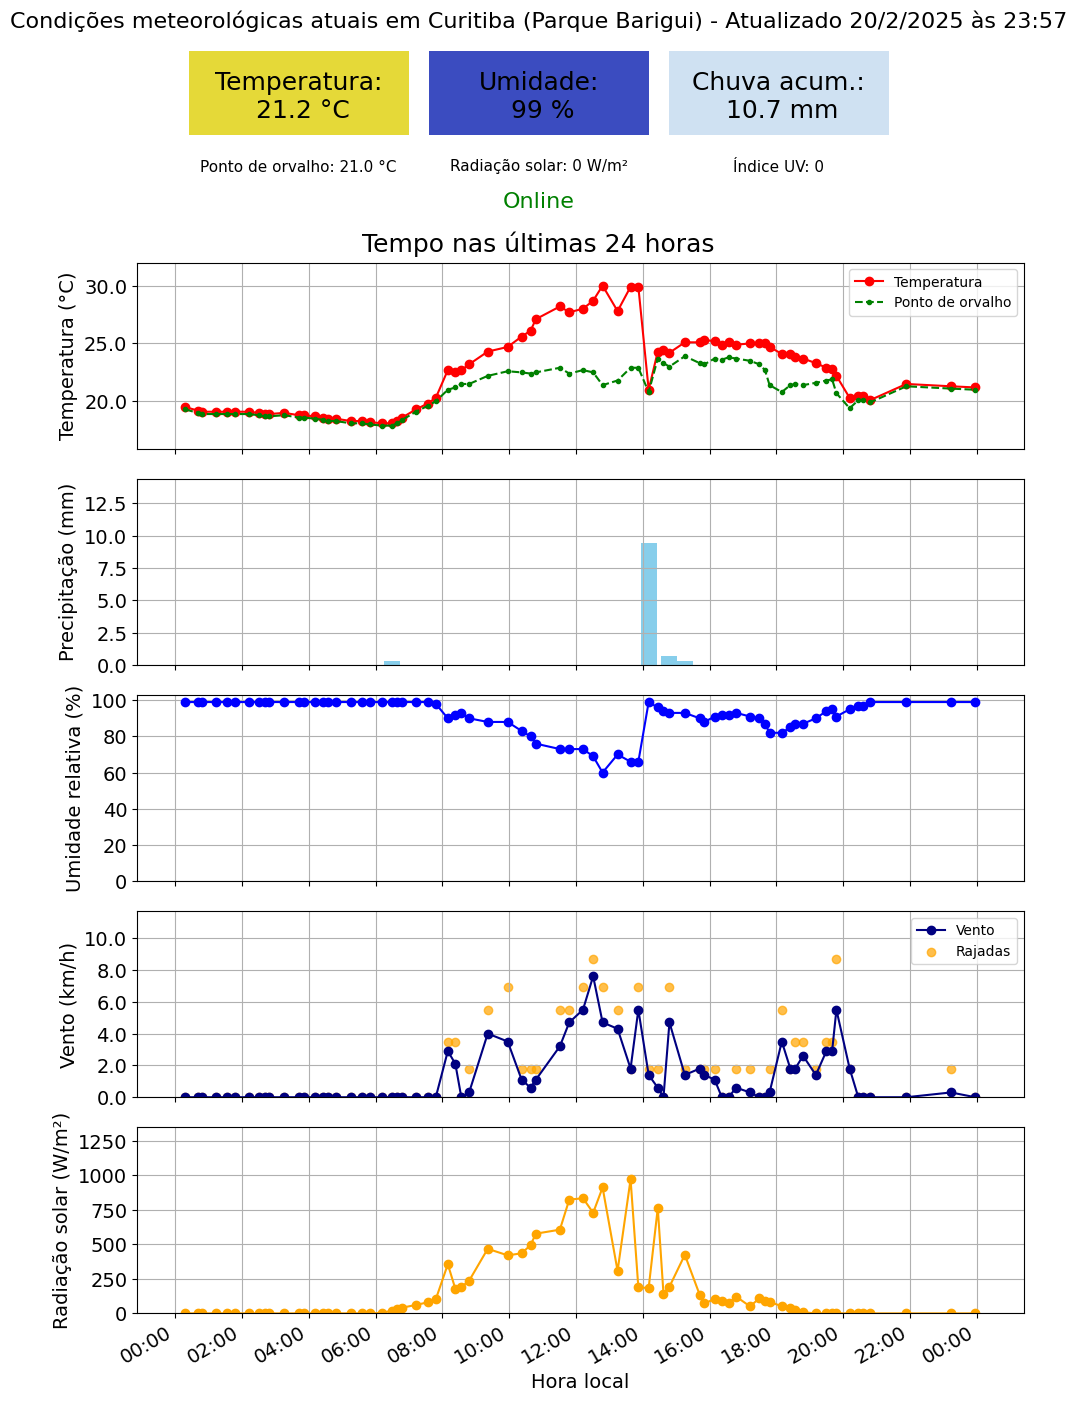 Condições meteorológicas atuais em Curitiba (Parque Barigui) - Atualizado 20/2/2025 às 23:57
Temperatura:
21.2 °C
Umidade:
99 %
Chuva acum.:
10.7 mm
Ponto de orvalho: 21.0 °C
Radiação solar: 0 W/m²
Índice UV: 0
Online
Tempo nas últimas 24 horas
Temperatura (°C)
30.0
25.0
20.0
Temperatura
Ponto de orvalho
Precipitação (mm)
12.5
10.0
7.5
5.0
2.5
0.0
Umidade relativa (%)
100
80
60
40
20
0
Vento (km/h)
10.0
8.0
6.0
4.0
2.0
0.0
Vento
Rajadas
Radiação solar (W/m²)
1250
1000
750
500
250
0
00:00
02:00
04:00
06:00
08:00
10:00
12:00
14:00
16:00
18:00
20:00
22:00
00:00
Hora local